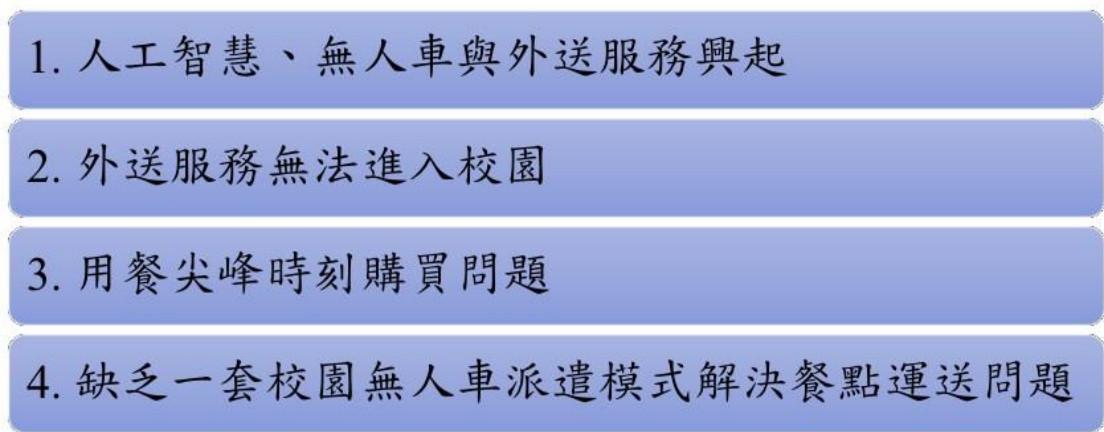 1. 人工智慧、無人車與外送服務興起
2. 外送服務無法進入校園
3. 用餐尖峰時刻購買問題
4. 缺乏一套校園無人車派遣模式解決餐點運送問題